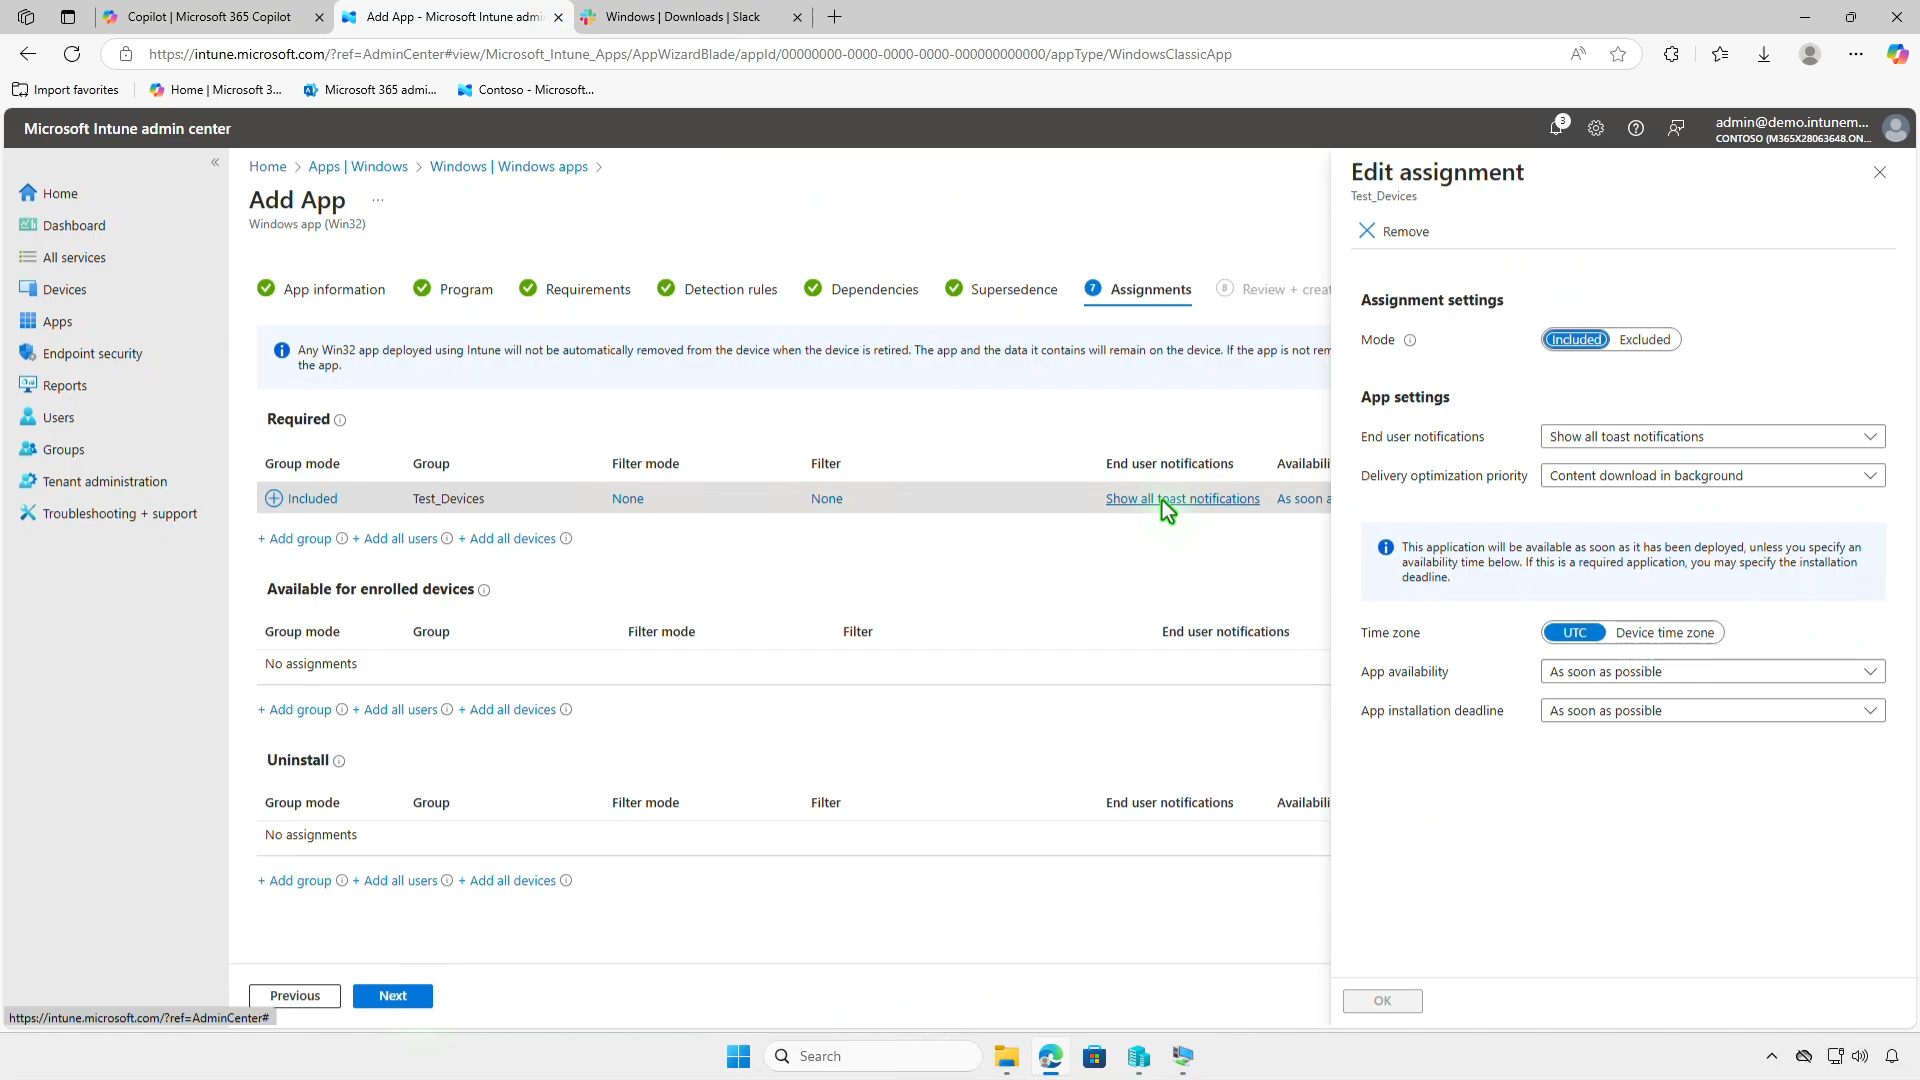 Copilot | Microsoft 365 Copilot
Add App - Microsoft Intune admi
Windows | Downloads | Slack
https://intune.microsoft.com/?ref=AdminCenter#view/Microsoft_Intune_Apps/AppWizardBlade/appId/00000000-0000-0000-0000-000000000000/appType/WindowsClassicApp
Import favorites
Home | Microsoft 3...
Microsoft 365 admi...
Contoso - Microsoft...
Microsoft Intune admin center
3
admin@demo.intunem...
CONTOSO (M365X28063648.ON...
Home
Dashboard
All services
Devices
Apps
Endpoint security
Reports
Users
Groups
Tenant administration
Troubleshooting + support
Home > Apps | Windows > Windows | Windows apps >
Add App ...
Windows app (Win32)
App information
Program
Requirements
Detection rules
Dependencies
Supersedence
7 Assignments
8 Review + creat
Any Win32 app deployed using Intune will not be automatically removed from the device when the device is retired. The app and the data it contains will remain on the device. If the app is not rem
the app.
Required
Group mode Group Filter mode Filter End user notifications Availabili
Included Test_Devices None None Show all toast notifications As soon a
+ Add group + Add all users + Add all devices
Available for enrolled devices
Group mode Group Filter mode Filter End user notifications
No assignments
+ Add group + Add all users + Add all devices
Uninstall
Group mode Group Filter mode Filter End user notifications Availabili
No assignments
+ Add group + Add all users + Add all devices
Previous
Next
https://intune.microsoft.com/?ref=AdminCenter#
Edit assignment
Test_Devices
Remove
Assignment settings
Mode Included Excluded
App settings
End user notifications Show all toast notifications
Delivery optimization priority Content download in background
This application will be available as soon as it has been deployed, unless you specify an
availability time below. If this is a required application, you may specify the installation
deadline.
Time zone UTC Device time zone
App availability As soon as possible
App installation deadline As soon as possible
OK
Search